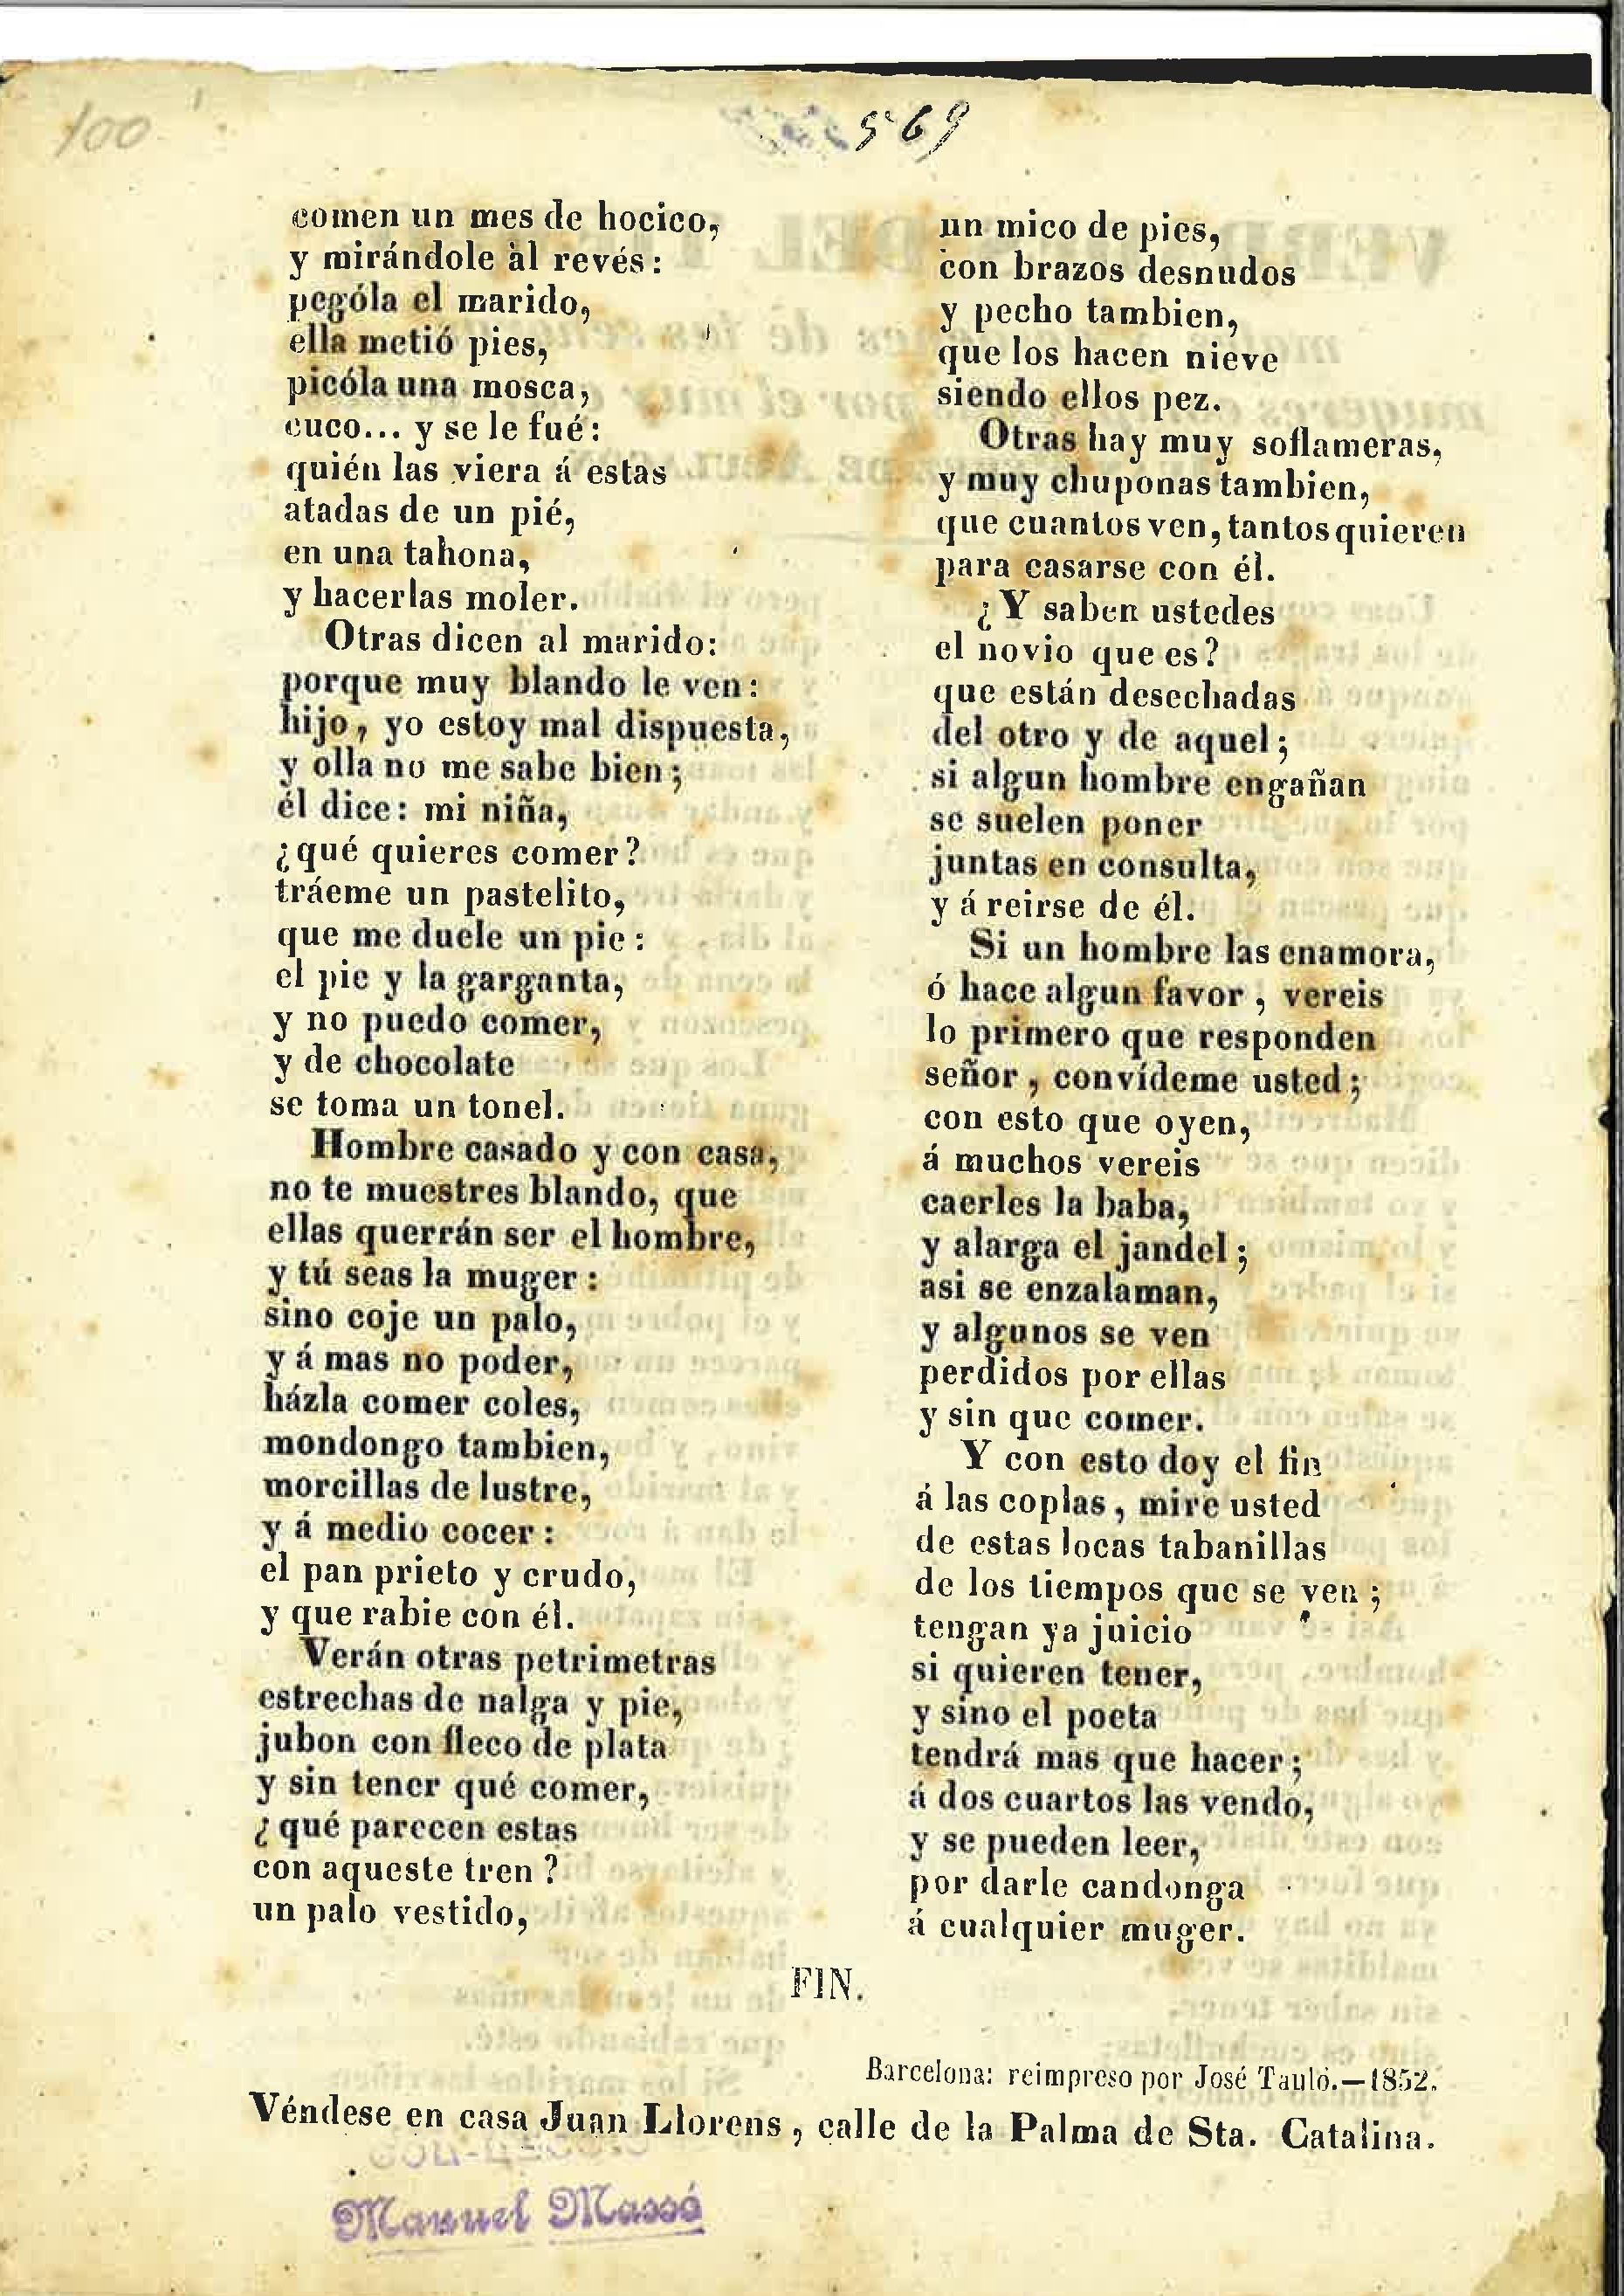 100
569
comen un mes de hocico,
y mirándole àl revés:
pególa el marido,
ella metió pies,
picóla una mosca,
cuco... y se le fué:
quién las viera á estas
atadas de un pié,
en una tahona,
y hacerlas moler.
Otras dicen al marido:
porque muy blando le ven:
hijo, yo estoy mal dispuesta,
y olla no me sabe bien;
él dice: mi niña,
¿qué quieres comer?
tráeme un pastelito,
que me duele un pie:
el pie y la garganta,
y no puedo comer,
y de chocolate
se toma un tonel.
Hombre casado y con casa,
no te muestres blando, que
ellas querrán ser el hombre,
y tú seas la muger:
sino coje un palo,
y á mas no poder,
házla comer coles,
mondongo tambien,
morcillas de lustre,
y á medio cocer:
el pan prieto y crudo,
y que rabie con él.
Verán otras petrimetras
estrechas de nalga y pie,
jubon con fleco de plata
y sin tener qué comer,
¿qué parecen estas
con aqueste tren?
un palo vestido,
un mico de pies,
con brazos desnudos
y pecho tambien,
que los hacen nieve
siendo ellos pez.
Otras hay muy soflameras,
y muy chuponas tambien,
que cuantos ven, tantos quieren
para casarse con él.
¿Y saben ustedes
el novio que es?
que están desechadas
del otro y de aquel;
si algun hombre engañan
se suelen poner
juntas en consulta,
y á reirse de él.
Si un hombre las enamora,
ó hace algun favor, vereis
lo primero que responden
señor, convídeme usted;
con esto que oyen,
á muchos vereis
caerles la baba,
y alarga el jandel;
asi se enzalaman,
y algunos se ven
perdidos por ellas
y sin que comer.
Y con esto doy el fin
á las coplas, mire usted
de estas locas tabanillas
de los tiempos que se ven;
tengan ya juicio
si quieren tener,
y sino el poeta
tendrá mas que hacer;
á dos cuartos las vendo,
y se pueden leer,
por darle candonga
á cualquier muger.
FIN.
Barcelona: reimpreso por José Tauló.—1852.
Véndese en casa Juan Llorens, calle de la Palma de Sta. Catalina.
Manuel Massó